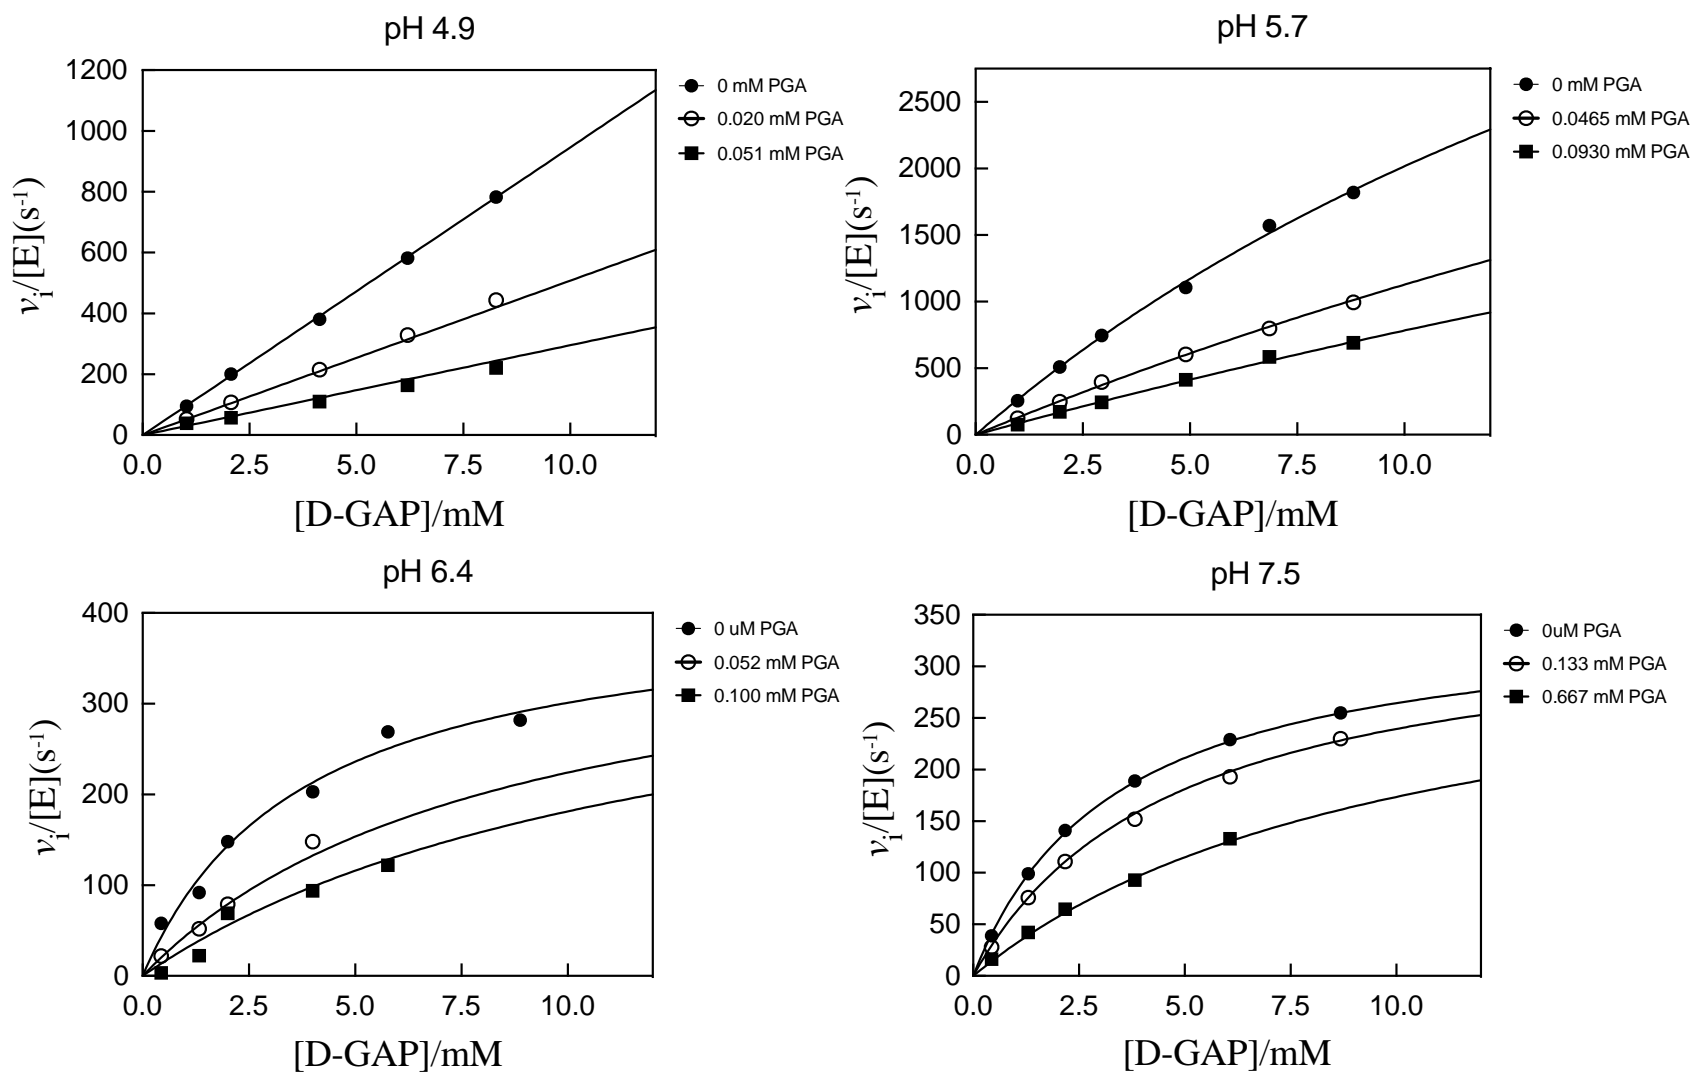 pH 4.9
1200
1000
800
600
400
200
0
0.0 2.5 5.0 7.5 10.0
v_i/[E](s⁻¹)
[D-GAP]/mM
0 mM PGA
0.020 mM PGA
0.051 mM PGA
pH 5.7
2500
2000
1500
1000
500
0
0.0 2.5 5.0 7.5 10.0
v_i/[E](s⁻¹)
[D-GAP]/mM
0 mM PGA
0.0465 mM PGA
0.0930 mM PGA
pH 6.4
400
300
200
100
0
0.0 2.5 5.0 7.5 10.0
v_i/[E](s⁻¹)
[D-GAP]/mM
0 uM PGA
0.052 mM PGA
0.100 mM PGA
pH 7.5
350
300
250
200
150
100
50
0
0.0 2.5 5.0 7.5 10.0
v_i/[E](s⁻¹)
[D-GAP]/mM
0uM PGA
0.133 mM PGA
0.667 mM PGA